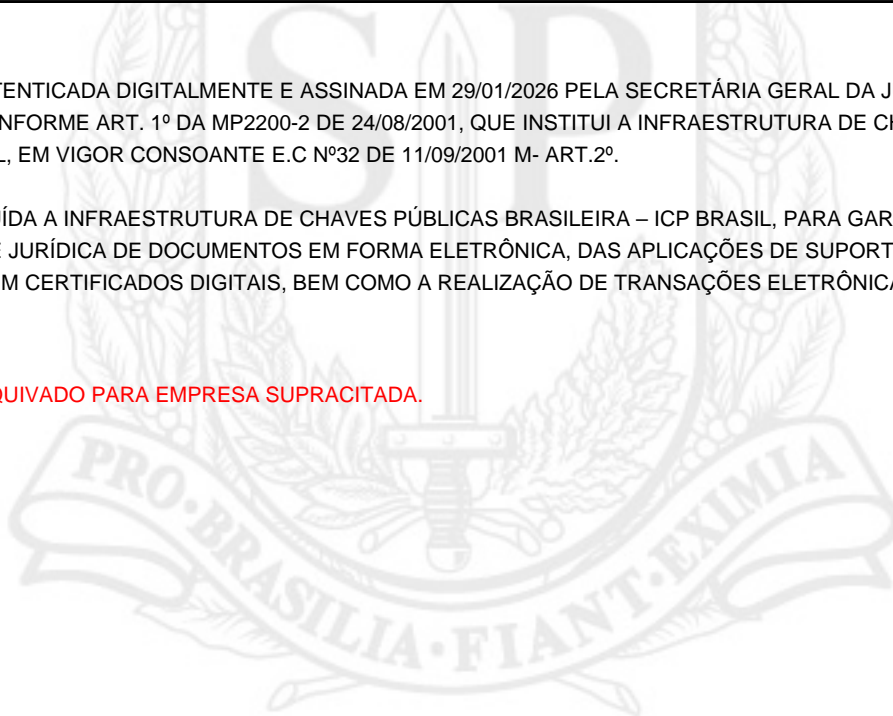 TENTICADA DIGITALMENTE E ASSINADA EM 29/01/2026 PELA SECRETÁRIA GERAL DA J
NFORME ART. 1º DA MP2200-2 DE 24/08/2001, QUE INSTITUI A INFRAESTRUTURA DE CH
L, EM VIGOR CONSOANTE E.C Nº32 DE 11/09/2001 M- ART.2º.
UÍDA A INFRAESTRUTURA DE CHAVES PÚBLICAS BRASILEIRA – ICP BRASIL, PARA GAR
E JURÍDICA DE DOCUMENTOS EM FORMA ELETRÔNICA, DAS APLICAÇÕES DE SUPORT
M CERTIFICADOS DIGITAIS, BEM COMO A REALIZAÇÃO DE TRANSAÇÕES ELETRÔNICA
QUIVADO PARA EMPRESA SUPRACITADA.
SP
PRO·BRASILIA·FIANT·EXIMIA